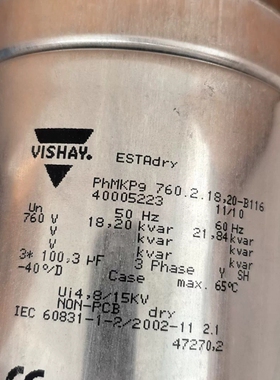 VISHAY.
ESTAdry
PhMKPg 760.2.18,20-B116
40005223 11/10
Un 50 Hz 60 Hz
760 V 18,20 kvar 21,84 kvar
V kvar kvar
V kvar kvar
3* 100,3 µF 3 Phase Y SH
-40°/D Case max. 65°C
Ui4,8/15KV
NON-PCB dry
IEC 60831-1-2/2002-11 2.1
47270,2
CE